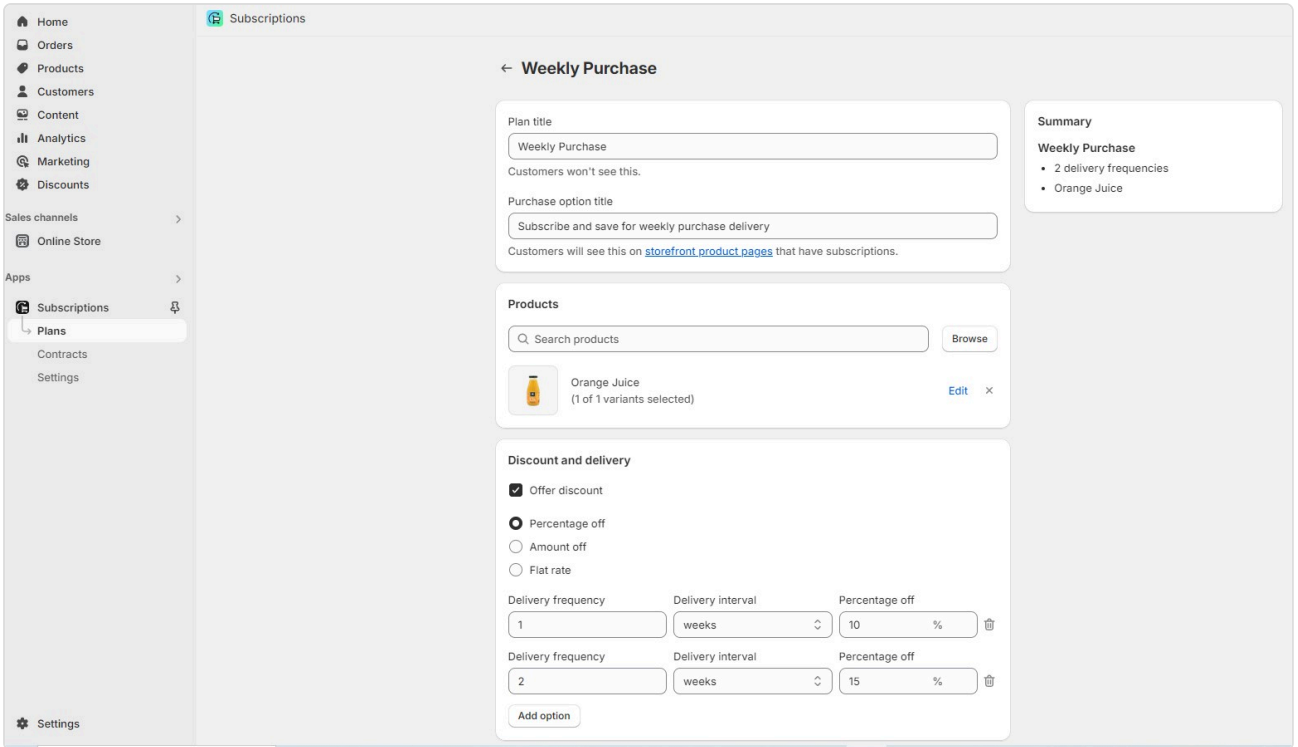 Home
Orders
Products
Customers
Content
Analytics
Marketing
Discounts
Sales channels
Online Store
Apps
Subscriptions
Plans
Contracts
Settings
Settings
Subscriptions
Weekly Purchase
Plan title
Weekly Purchase
Customers won't see this.
Purchase option title
Subscribe and save for weekly purchase delivery
Customers will see this on storefront product pages that have subscriptions.
Products
Search products
Browse
Orange Juice
(1 of 1 variants selected)
Edit
Discount and delivery
Offer discount
Percentage off
Amount off
Flat rate
Delivery frequency Delivery interval Percentage off
1 weeks 10 %
Delivery frequency Delivery interval Percentage off
2 weeks 15 %
Add option
Summary
Weekly Purchase
• 2 delivery frequencies
• Orange Juice